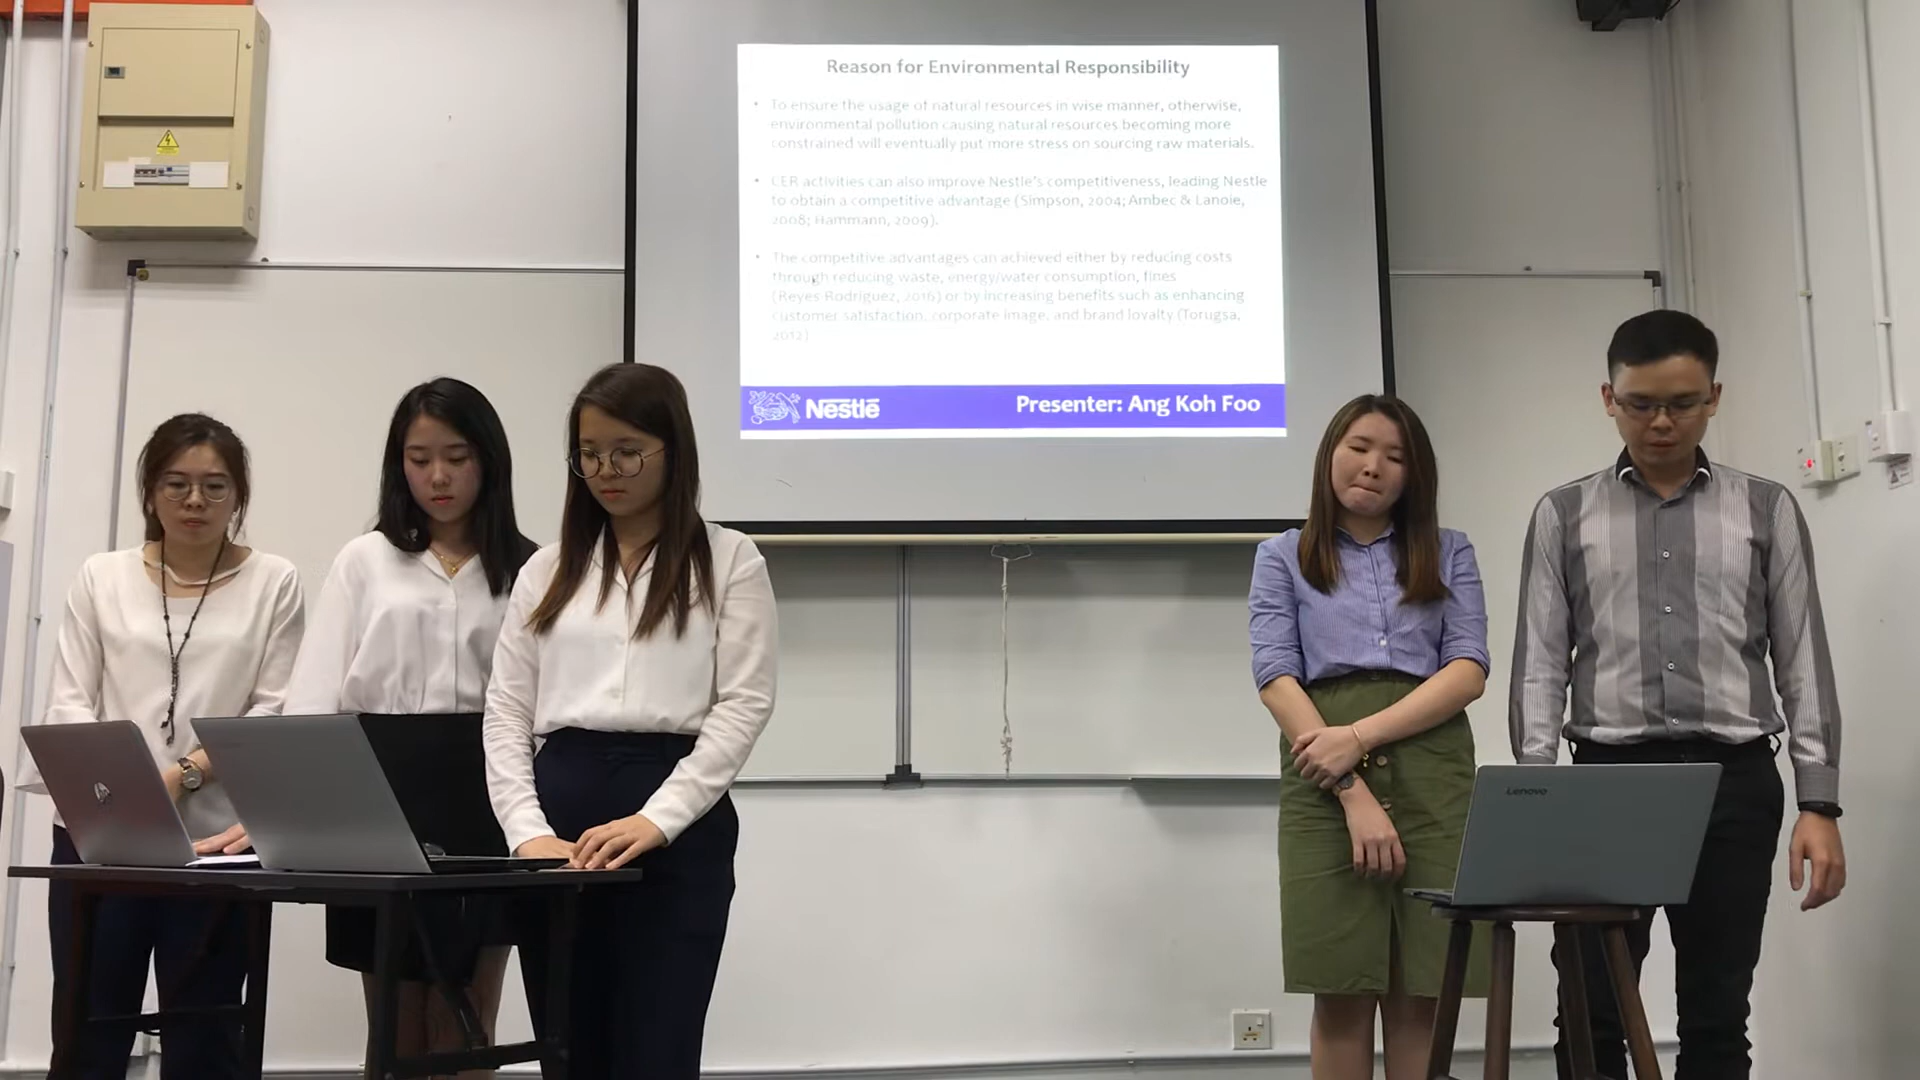 Reason for Environmental Responsibility
• To ensure the usage of natural resources in wise manner, otherwise,
environmental pollution causing natural resources becoming more
constrained will eventually put more stress on sourcing raw materials.
• CER activities can also improve Nestle's competitiveness, leading Nestle
to obtain a competitive advantage (Simpson, 2004; Ambec & Lanoie,
2008; Hammann, 2009).
• The competitive advantages can achieved either by reducing costs
through reducing waste, energy/water consumption, fines
(Reyes-Rodriguez, 2016) or by increasing benefits such as enhancing
customer satisfaction, corporate image, and brand loyalty (Torugsa,
2012)
Nestlé
Presenter: Ang Koh Foo
hp
Lenovo